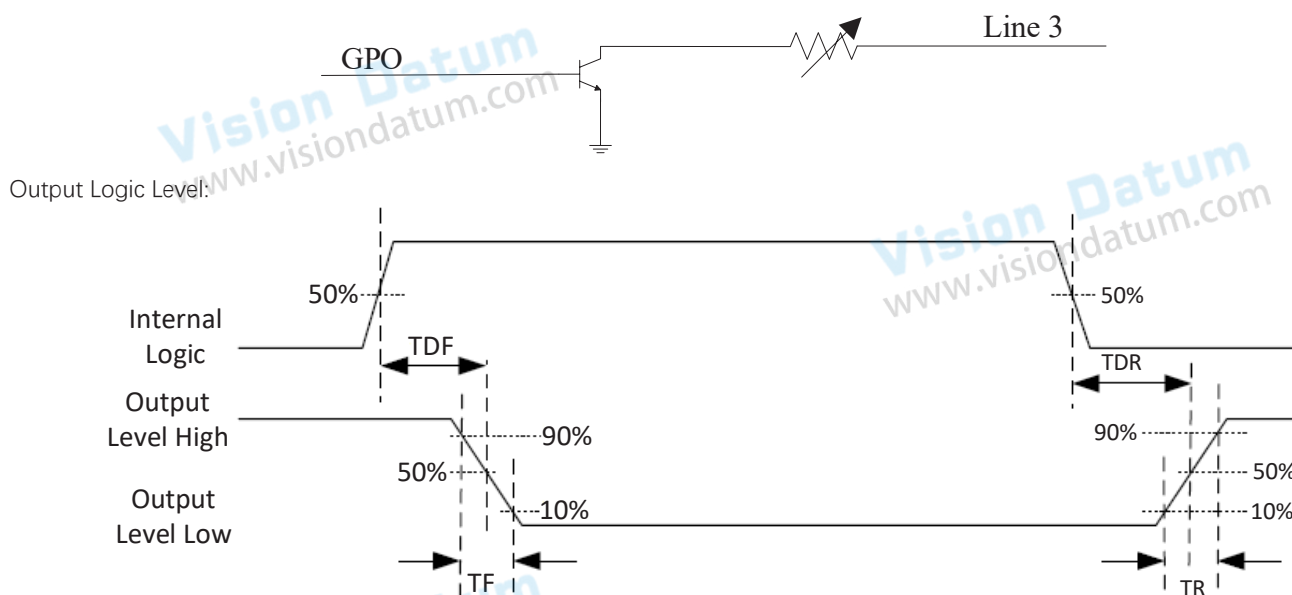 Line 3
GPO
Vision Datum
www.visiondatum.com
Output Logic Level:
Vision Datum
www.visiondatum.com
50%
50%
Internal
Logic
TDF
TDR
Output
Level High
90%
90%
50%
50%
Output
Level Low
10%
10%
TF
TR